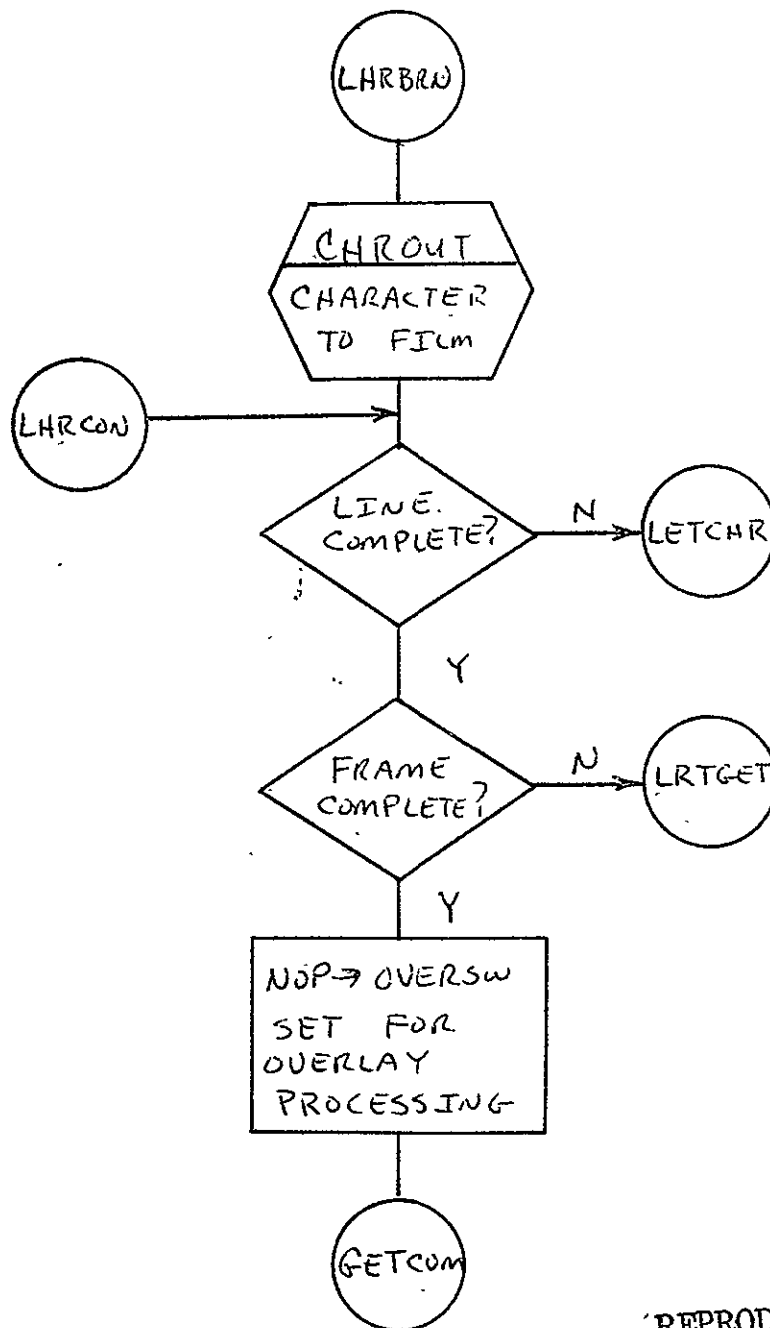 LHRBRN
CHROUT
CHARACTER
TO FILM
LHRCON
LINE.
COMPLETE?
N
LETCHR
Y
FRAME
COMPLETE?
N
LRTGET
Y
NOP→ OVERSW
SET FOR
OVERLAY
PROCESSING
GETCOM